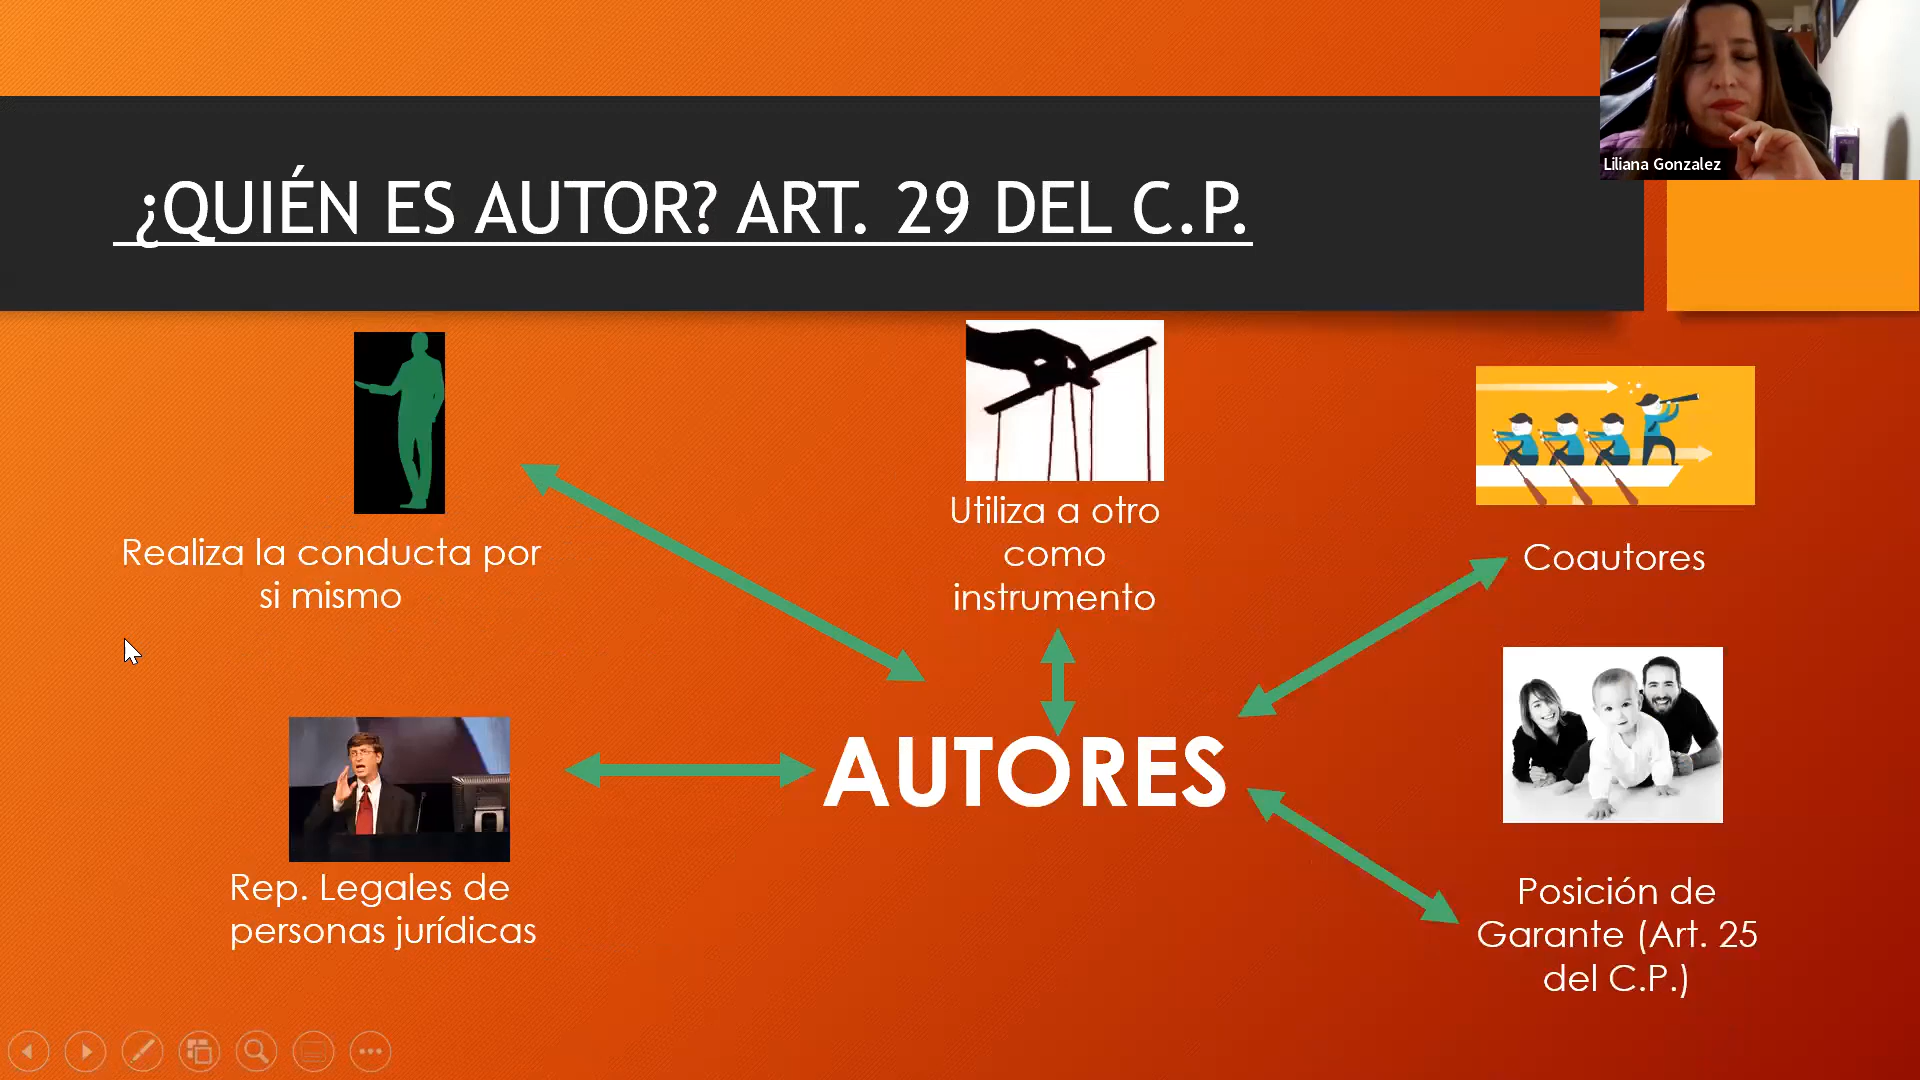 Liliana Gonzalez
¿QUIÉN ES AUTOR? ART. 29 DEL C.P.
Realiza la conducta por
si mismo
Utiliza a otro
como
instrumento
Coautores
AUTORES
Rep. Legales de
personas jurídicas
Posición de
Garante (Art. 25
del C.P.)